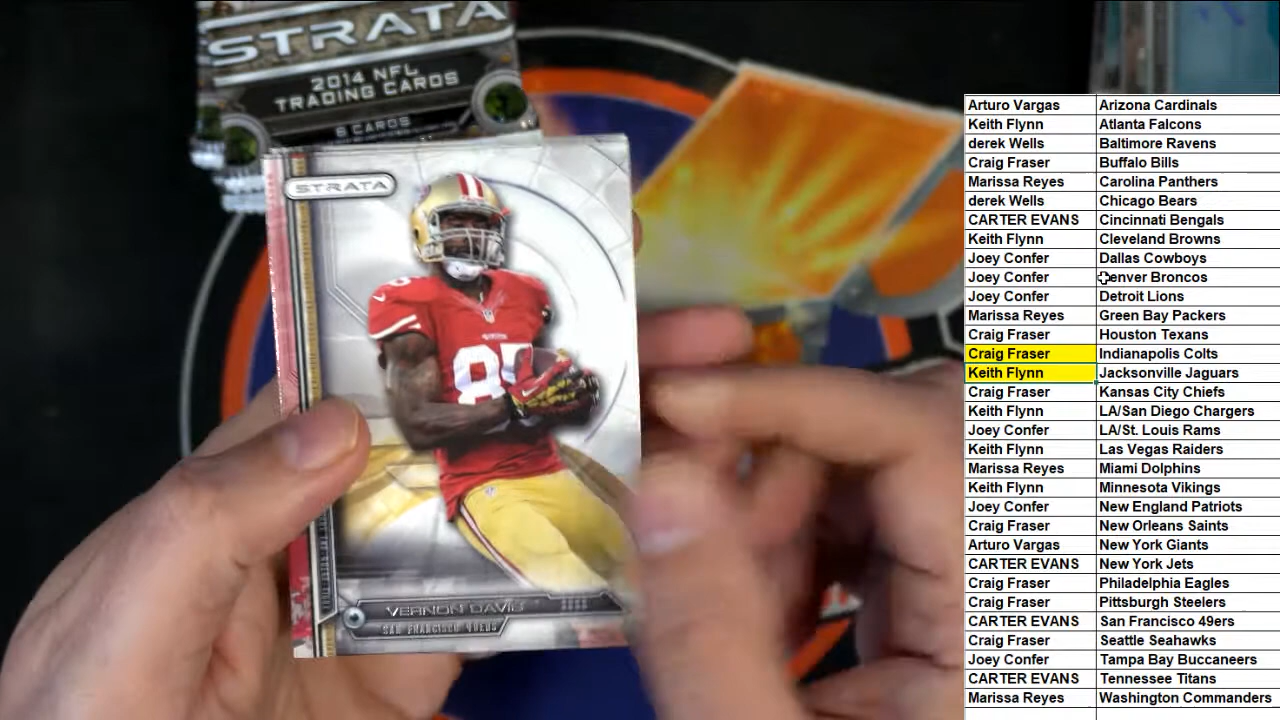 STRATA
2014 NFL
TRADING CARDS
8 CARDS
STRATA
85
VERNON DAVIS
SAN FRANCISCO 49ERS
Arturo Vargas Arizona Cardinals
Keith Flynn Atlanta Falcons
derek Wells Baltimore Ravens
Craig Fraser Buffalo Bills
Marissa Reyes Carolina Panthers
derek Wells Chicago Bears
CARTER EVANS Cincinnati Bengals
Keith Flynn Cleveland Browns
Joey Confer Dallas Cowboys
Joey Confer Denver Broncos
Joey Confer Detroit Lions
Marissa Reyes Green Bay Packers
Craig Fraser Houston Texans
Craig Fraser Indianapolis Colts
Keith Flynn Jacksonville Jaguars
Craig Fraser Kansas City Chiefs
Keith Flynn LA/San Diego Chargers
Joey Confer LA/St. Louis Rams
Keith Flynn Las Vegas Raiders
Marissa Reyes Miami Dolphins
Keith Flynn Minnesota Vikings
Joey Confer New England Patriots
Craig Fraser New Orleans Saints
Arturo Vargas New York Giants
CARTER EVANS New York Jets
Craig Fraser Philadelphia Eagles
Craig Fraser Pittsburgh Steelers
CARTER EVANS San Francisco 49ers
Craig Fraser Seattle Seahawks
Joey Confer Tampa Bay Buccaneers
CARTER EVANS Tennessee Titans
Marissa Reyes Washington Commanders